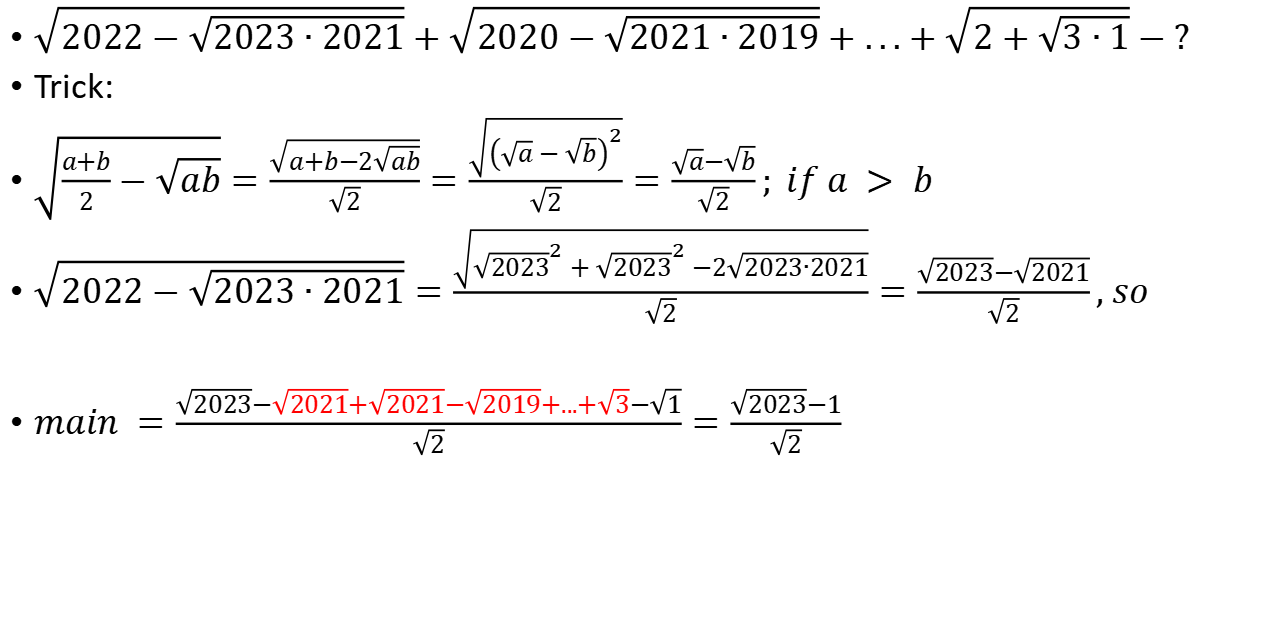 • √(2022 − √(2023 · 2021)) + √(2020 − √(2021 · 2019)) + … + √(2 + √(3 · 1)) − ?
• Trick:
• √((a+b)/2 − √(ab)) = √(a+b−2√(ab))/√2 = √((√a − √b)²)/√2 = (√a−√b)/√2 ; if a > b
• √(2022 − √(2023 · 2021)) = √(√2023² + √2023² −2√(2023·2021))/√2 = (√2023−√2021)/√2 , so
• main = (√2023−√2021+√2021−√2019+…+√3−√1)/√2 = (√2023−1)/√2